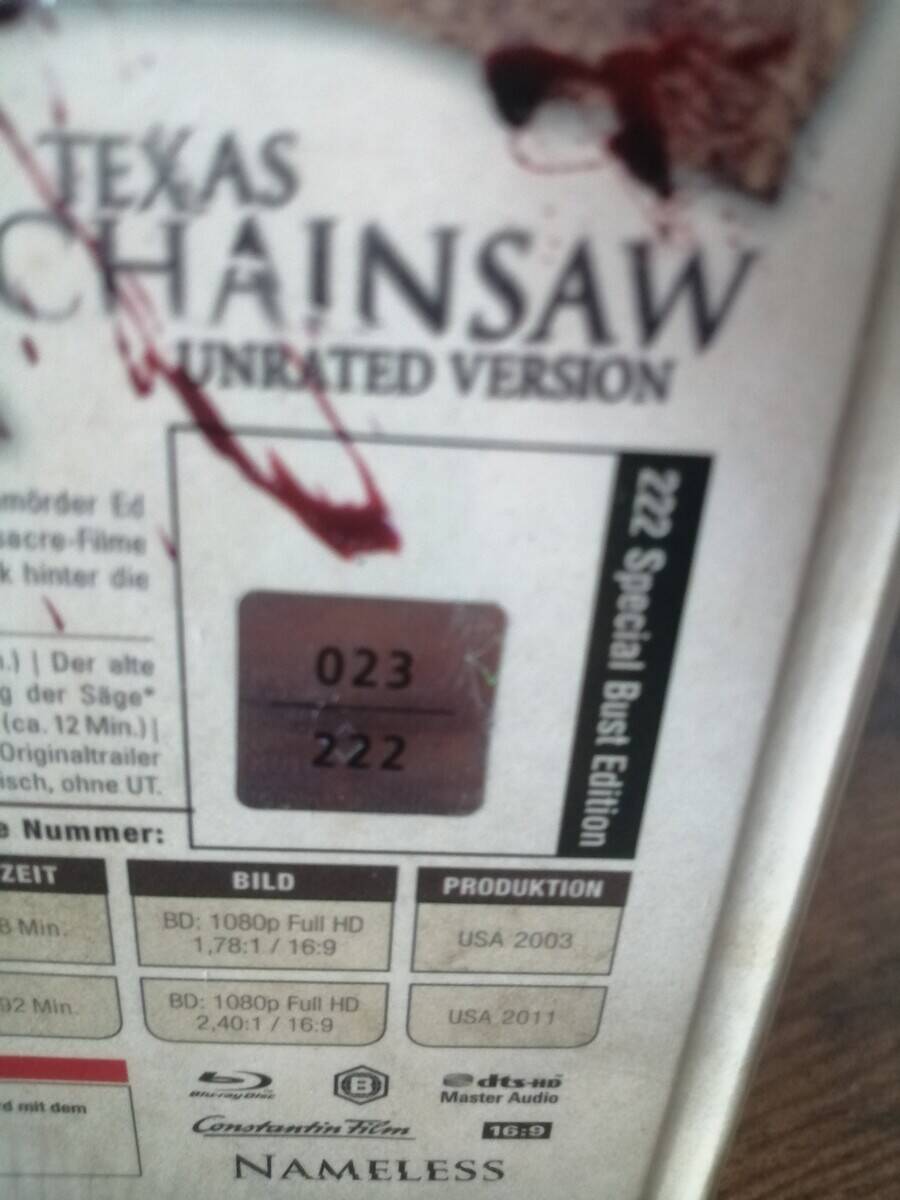 TEXAS
CHAINSAW
UNRATED VERSION
222 Special Bust Edition
023
222
Ed
-Filme
hinter die
| Der alte
der Säge*
(ca. 12 Min.) |
Originaltrailer
ohne UT.
Nummer:
ZEIT
8 Min.
92 Min.
BILD
BD: 1080p Full HD
1,78:1 / 16:9
BD: 1080p Full HD
2,40:1 / 16:9
PRODUKTION
USA 2003
USA 2011
mit dem
Blu-ray Disc
B
dts-HD
Master Audio
Constantin Film
16:9
NAMELESS